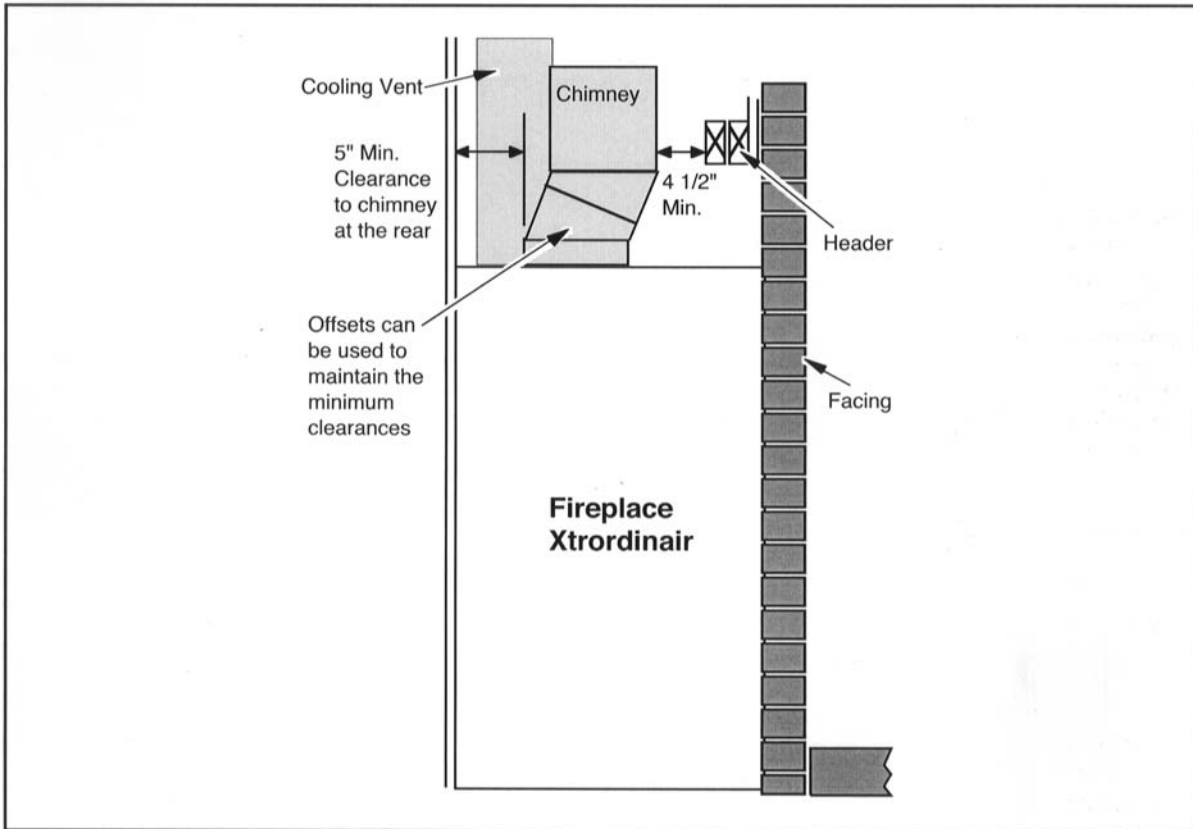 Cooling Vent
Chimney
5" Min.
Clearance
to chimney
at the rear
4 1/2"
Min.
Header
Offsets can
be used to
maintain the
minimum
clearances
Facing
Fireplace
Xtrordinair